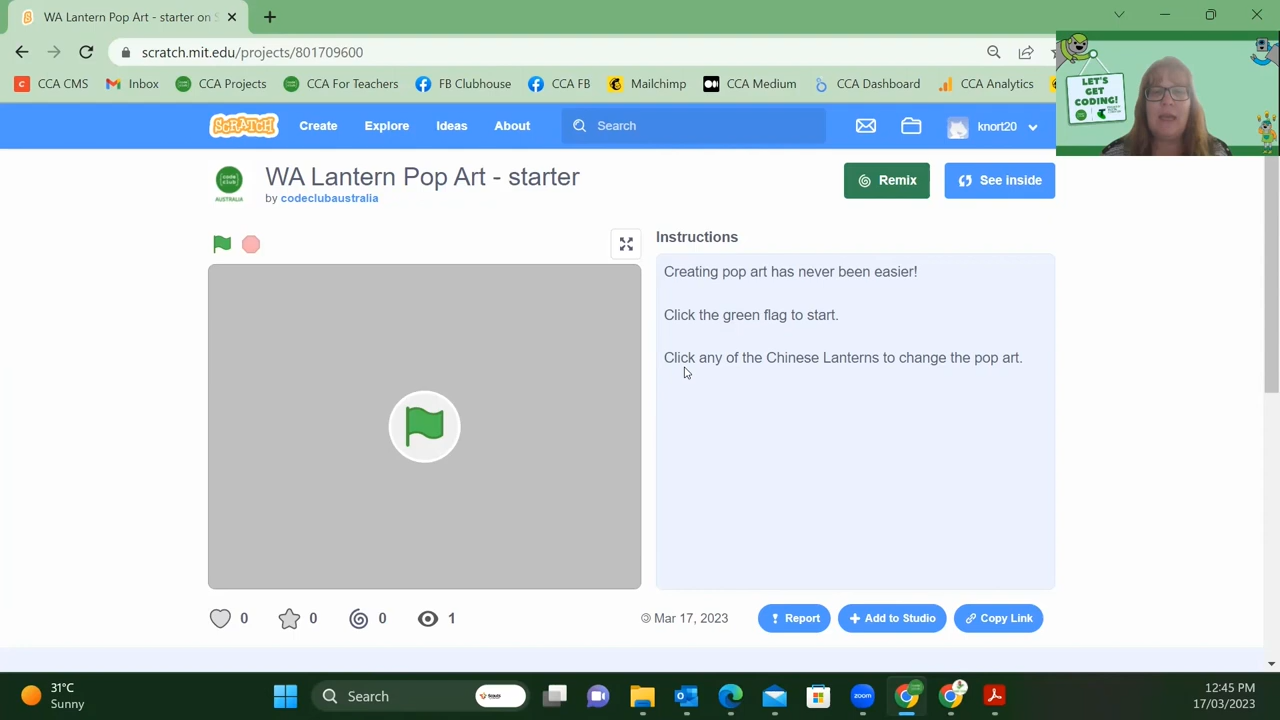 WA Lantern Pop Art - starter on S
scratch.mit.edu/projects/801709600
CCA CMS
Inbox
CCA Projects
CCA For Teachers
FB Clubhouse
CCA FB
Mailchimp
CCA Medium
CCA Dashboard
CCA Analytics
LET'S
GET
CODING!
SCRATCH
Create
Explore
Ideas
About
Search
knort20
code
club
AUSTRALIA
WA Lantern Pop Art - starter
by codeclubaustralia
Remix
See inside
Instructions
Creating pop art has never been easier!
Click the green flag to start.
Click any of the Chinese Lanterns to change the pop art.
0
0
0
1
© Mar 17, 2023
Report
Add to Studio
Copy Link
31°C
Sunny
Search
zoom
12:45 PM
17/03/2023